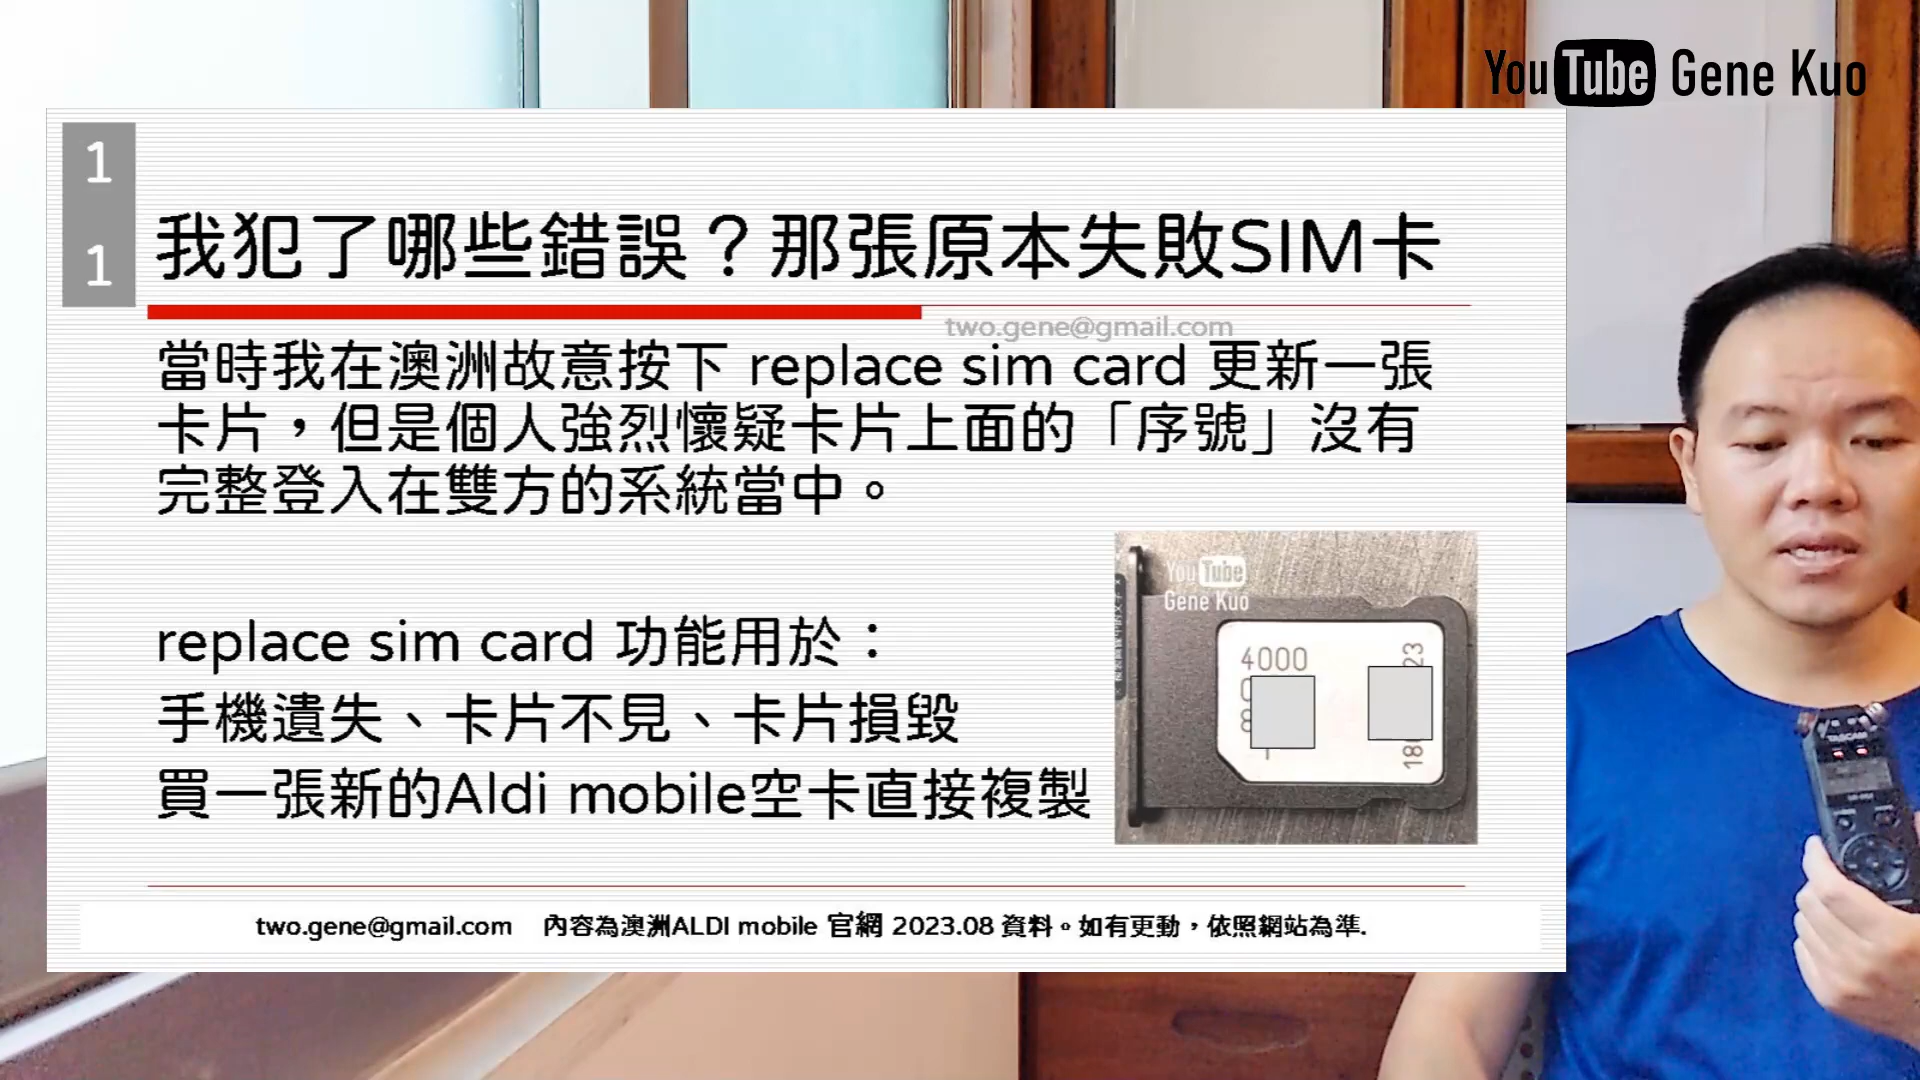 YouTube Gene Kuo
1
1
我犯了哪些錯誤？那張原本失敗SIM卡
two.gene@gmail.com
當時我在澳洲故意按下 replace sim card 更新一張
卡片，但是個人強烈懷疑卡片上面的「序號」沒有
完整登入在雙方的系統當中。
replace sim card 功能用於：
手機遺失、卡片不見、卡片損毀
買一張新的Aldi mobile空卡直接複製
YouTube
Gene Kuo
4000
23
18
TASCAM
two.gene@gmail.com 內容為澳洲ALDI mobile 官網 2023.08 資料。如有更動，依照網站為準.